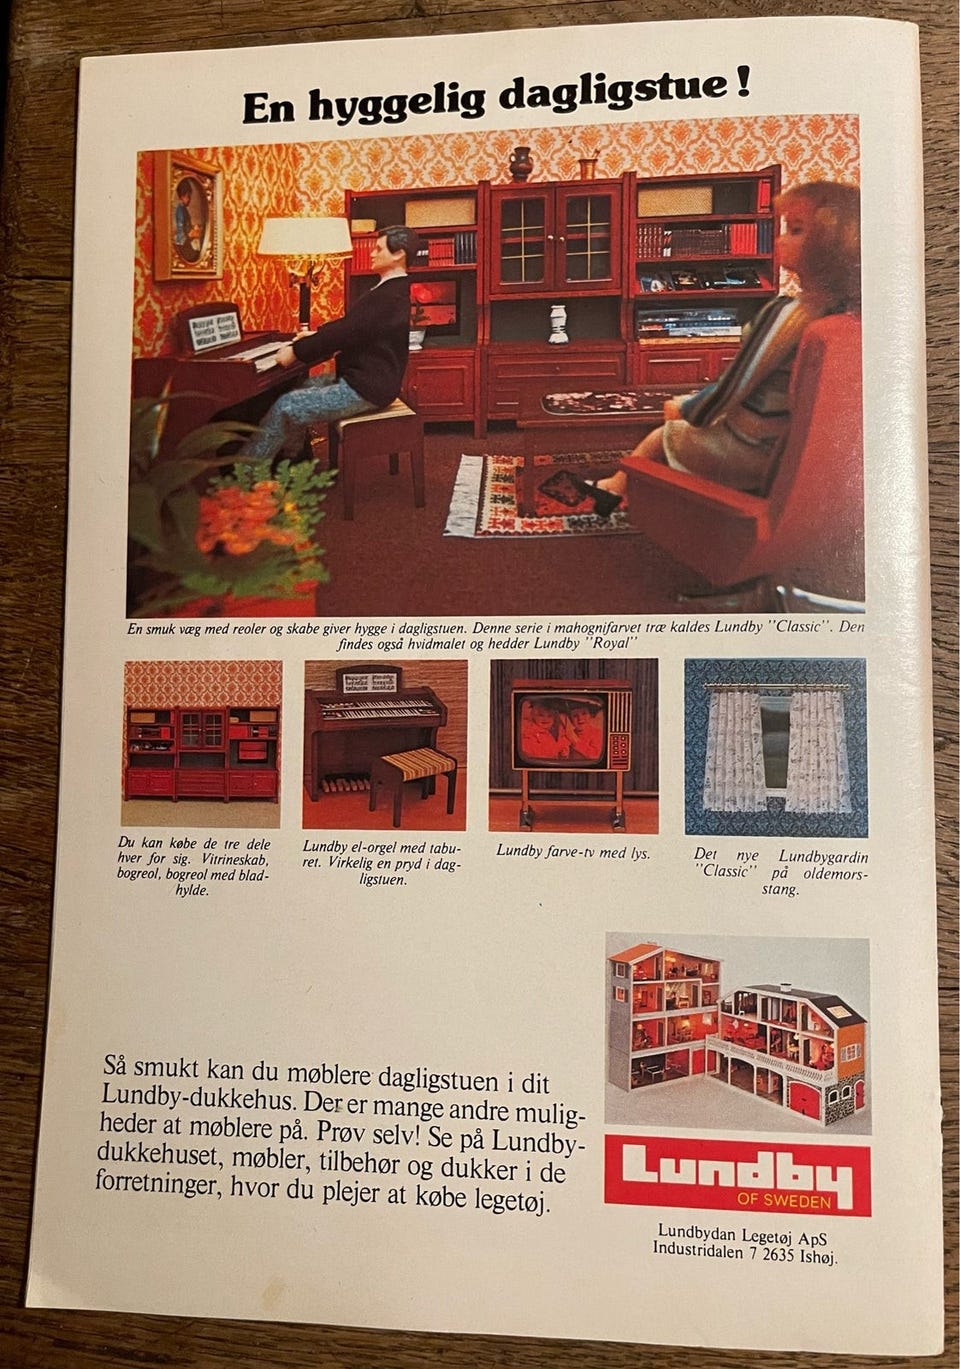 En hyggelig dagligstue!
En smuk væg med reoler og skabe giver hygge i dagligstuen. Denne serie i mahognifarvet træ kaldes Lundby "Classic". Den
findes også hvidmalet og hedder Lundby "Royal"
Du kan købe de tre dele
hver for sig. Vitrineskab,
bogreol, bogreol med blad-
hylde.
Lundby el-orgel med tabu-
ret. Virkelig en pryd i dag-
ligstuen.
Lundby farve-tv med lys.
Det nye Lundbygardin
"Classic" på oldemors-
stang.
Så smukt kan du møblere dagligstuen i dit
Lundby-dukkehus. Der er mange andre mulig-
heder at møblere på. Prøv selv! Se på Lundby-
dukkehuset, møbler, tilbehør og dukker i de
forretninger, hvor du plejer at købe legetøj.
Lundby
OF SWEDEN
Lundbydan Legetøj ApS
Industridalen 7 2635 Ishøj.